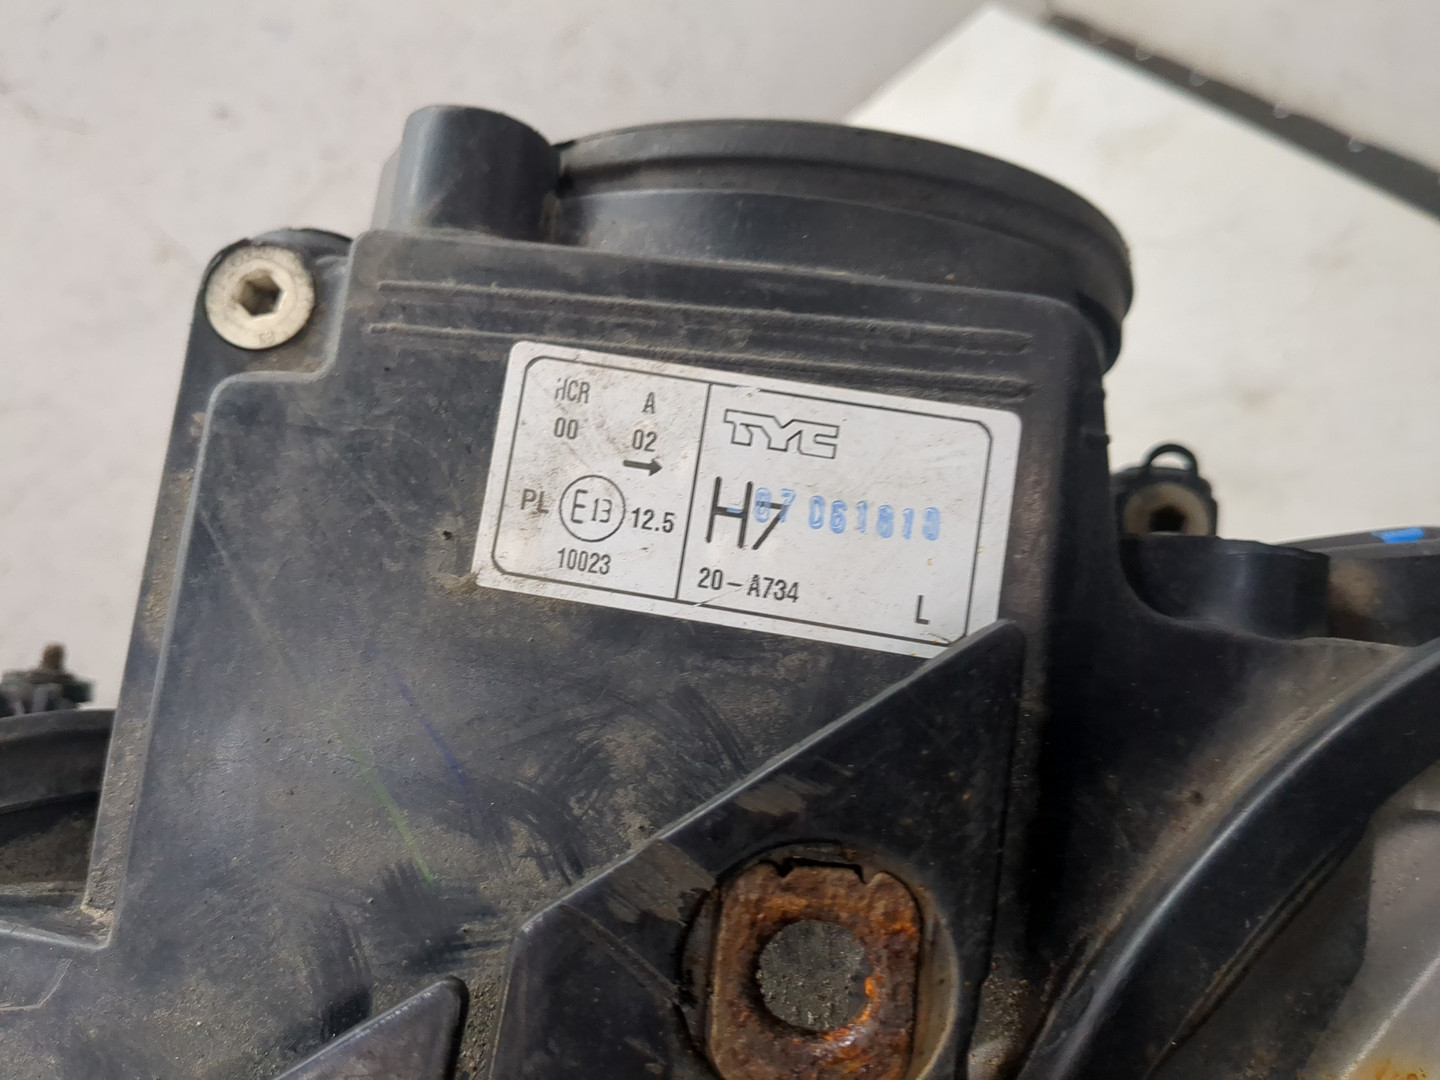 HCR A
00 02
PL E13 12.5
10023
TYC
H7
20-A734
L